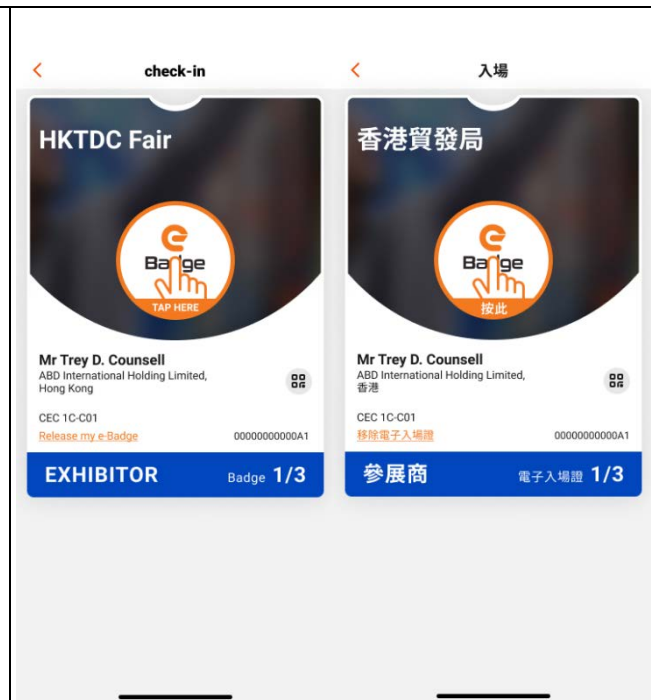 check-in
HKTDC Fair
e
Badge
TAP HERE
Mr Trey D. Counsell
ABD International Holding Limited,
Hong Kong
CEC 1C-C01
Release my e-Badge
00000000000A1
EXHIBITOR
Badge 1/3
入場
香港貿發局
e
Badge
按此
Mr Trey D. Counsell
ABD International Holding Limited,
香港
CEC 1C-C01
移除電子入場證
00000000000A1
參展商
電子入場證 1/3